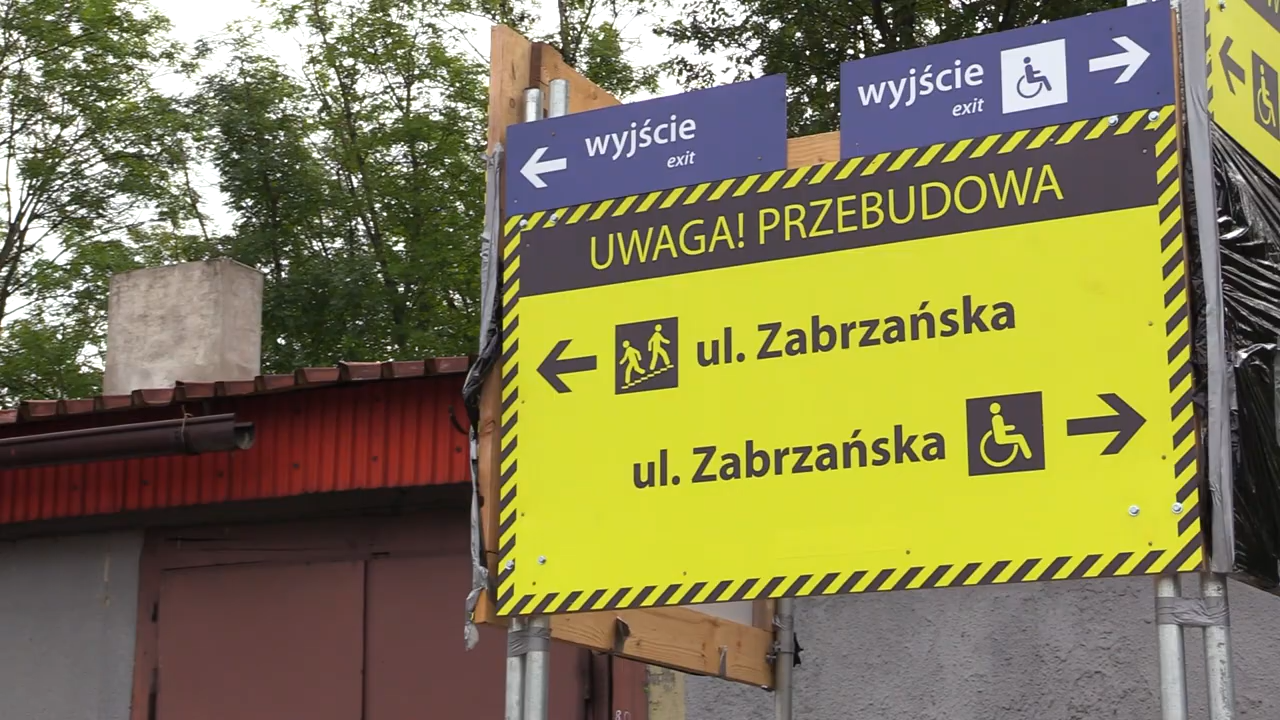 wyjście
exit
wyjście
exit
UWAGA! PRZEBUDOWA
ul. Zabrzańska
ul. Zabrzańska